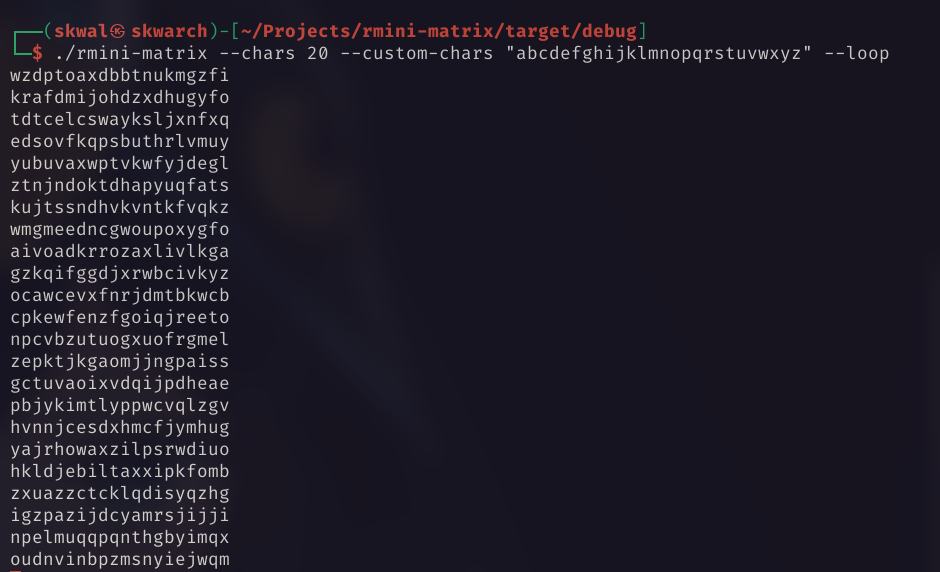 ┌──(skwal㉿ skwarch)-[~/Projects/rmini-matrix/target/debug]
└─$ ./rmini-matrix --chars 20 --custom-chars "abcdefghijklmnopqrstuvwxyz" --loop
wzdptoaxdbbtnukmgzfi
krafdmijohdzxdhugyfo
tdtcelcswayksljxnfxq
edsovfkqpsbuthrlvmuy
yubuvaxwptvkwfyjdegl
ztnjndoktdhapyuqfats
kujtssndhvkvntkfvqkz
wmgmeedncgwoupoxygfo
aivoadkrrozaxlivlkga
gzkqifggdjxrwbcivkyz
ocawcevxfnrjdmtbkwcb
cpkewfenzfgoiqjreeto
npcvbzutuogxuofrgmel
zepktjkgaomjjngpaiss
gctuvaoixvdqijpdheae
pbjykimtlyppwcvqlzgv
hvnnjcesdxhmcfjymhug
yajrhowaxzilpsrwdiuo
hkldjebiltaxxipkfomb
zxuazzctcklqdisyqzhg
igzpazijdcyamrsjijji
npelmuqqpqnthgbyimqx
oudnvinbpzmsnyiejwqm